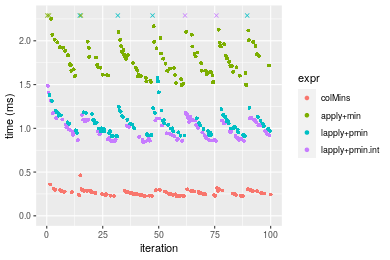 time (ms)
2.0
1.5
1.0
0.5
0.0
0
25
50
75
100
iteration
expr
colMins
apply+min
lapply+pmin
lapply+pmin.int